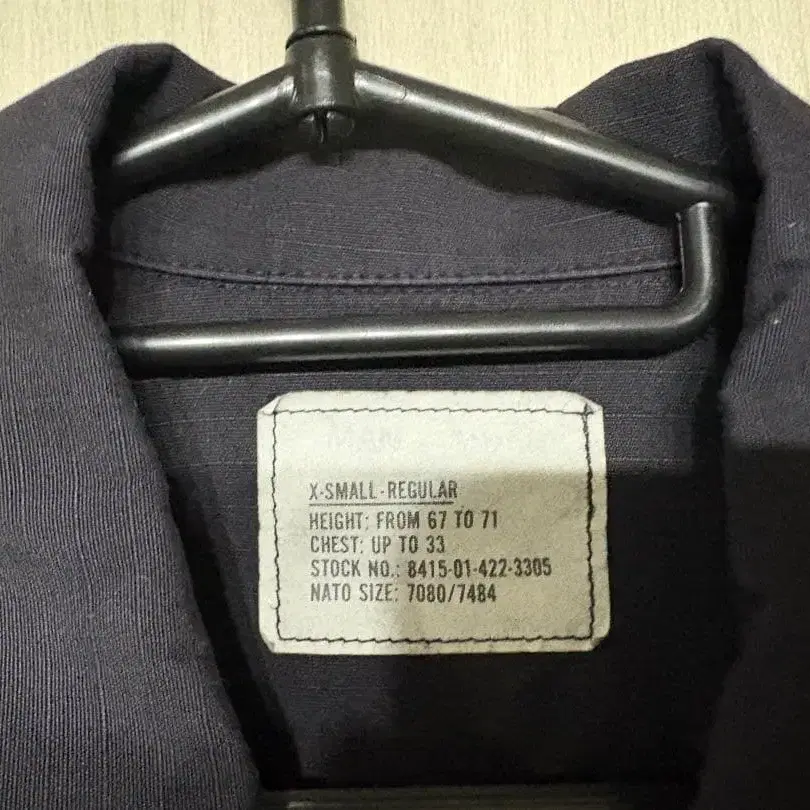 X-SMALL-REGULAR
HEIGHT: FROM 67 TO 71
CHEST: UP TO 33
STOCK NO.: 8415-01-422-3305
NATO SIZE: 7080/7484